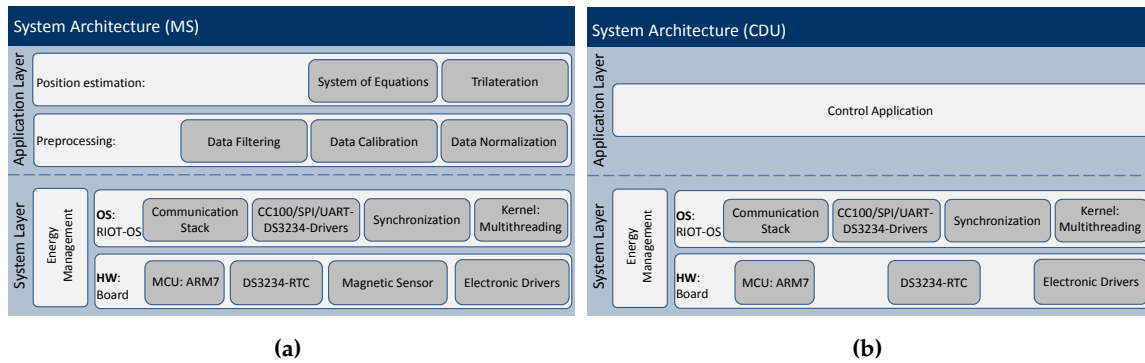 System Architecture (MS)
Application Layer
Position estimation:
System of Equations
Trilateration
Preprocessing:
Data Filtering
Data Calibration
Data Normalization
System Layer
Energy
Management
OS:
RIOT-OS
Communication
Stack
CC100/SPI/UART-
DS3234-Drivers
Synchronization
Kernel:
Multithreading
HW:
Board
MCU: ARM7
DS3234-RTC
Magnetic Sensor
Electronic Drivers
(a)
System Architecture (CDU)
Application Layer
Control Application
System Layer
Energy
Management
OS:
RIOT-OS
Communication
Stack
CC100/SPI/UART-
DS3234-Drivers
Synchronization
Kernel:
Multithreading
HW:
Board
MCU: ARM7
DS3234-RTC
Electronic Drivers
(b)